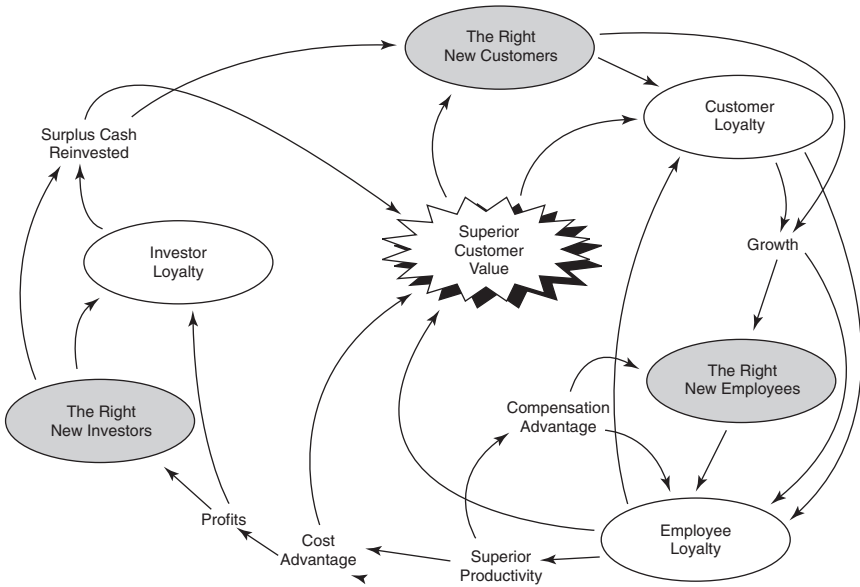 The Right
New Customers
Customer
Loyalty
Surplus Cash
Reinvested
Superior
Customer
Value
Investor
Loyalty
Growth
The Right
New Employees
Compensation
Advantage
The Right
New Investors
Profits
Cost
Advantage
Superior
Productivity
Employee
Loyalty